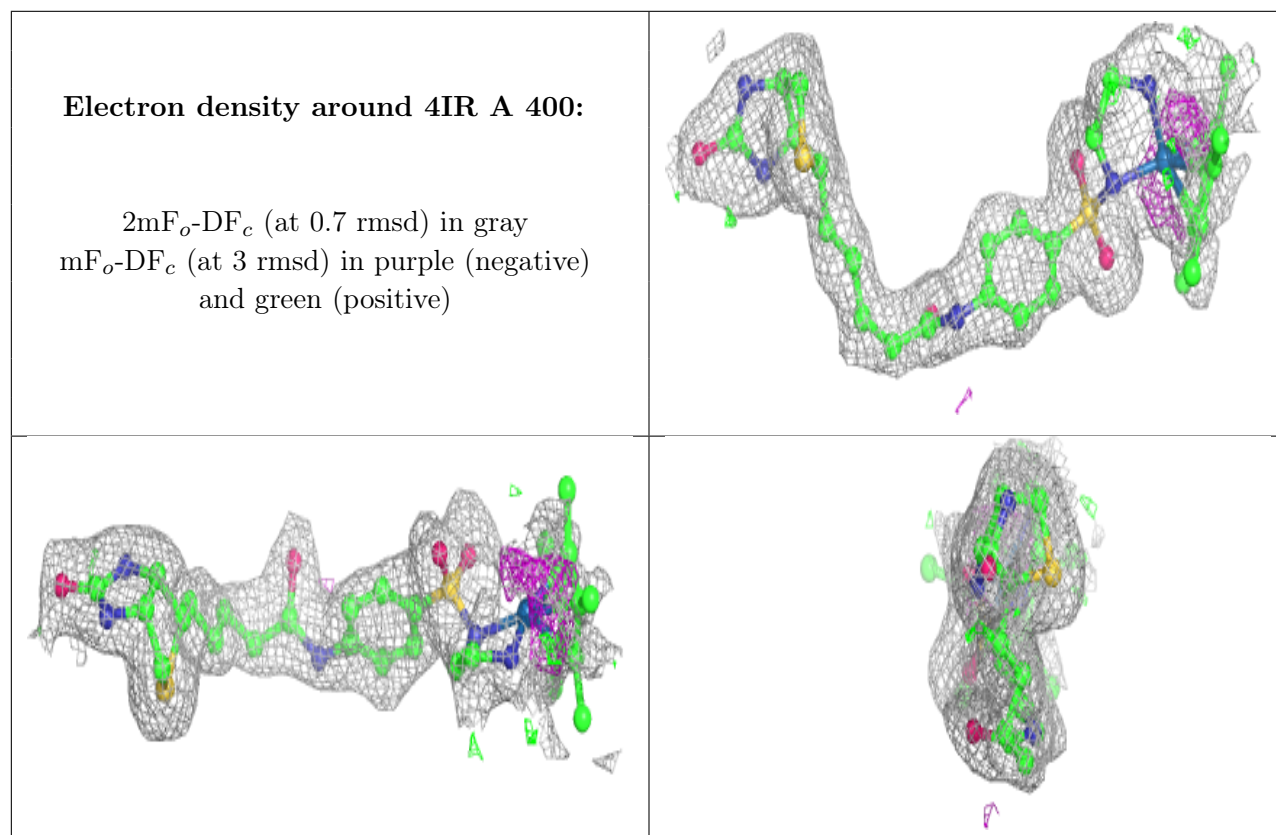 Electron density around 4IR A 400:
2mFₒ-DF𝒸 (at 0.7 rmsd) in gray
mFₒ-DF𝒸 (at 3 rmsd) in purple (negative)
and green (positive)